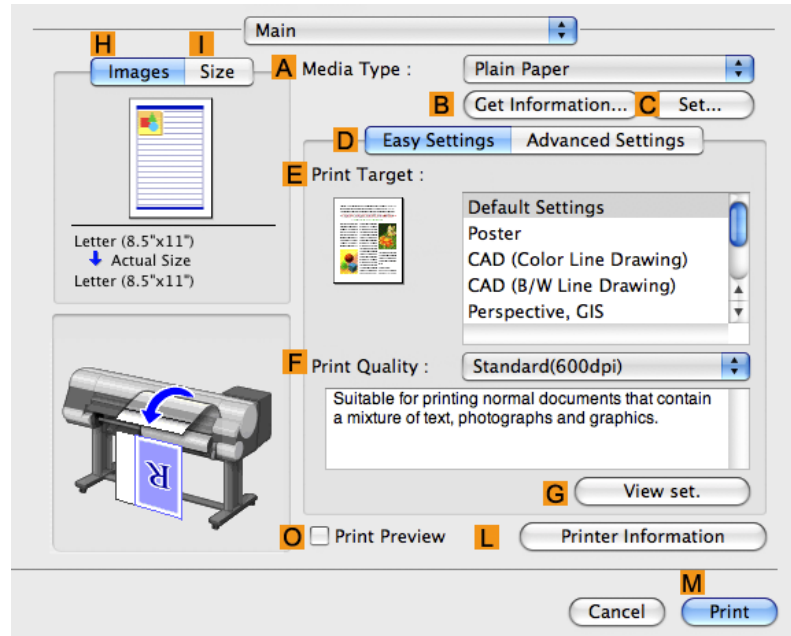 Main
H
I
Images
Size
A
Media Type :
Plain Paper
B
Get Information...
C
Set...
D
Easy Settings
Advanced Settings
E
Print Target :
Default Settings
Poster
CAD (Color Line Drawing)
CAD (B/W Line Drawing)
Perspective, GIS
Letter (8.5"x11")
Actual Size
Letter (8.5"x11")
F
Print Quality :
Standard(600dpi)
Suitable for printing normal documents that contain
a mixture of text, photographs and graphics.
R
G
View set.
O
Print Preview
L
Printer Information
M
Cancel
Print